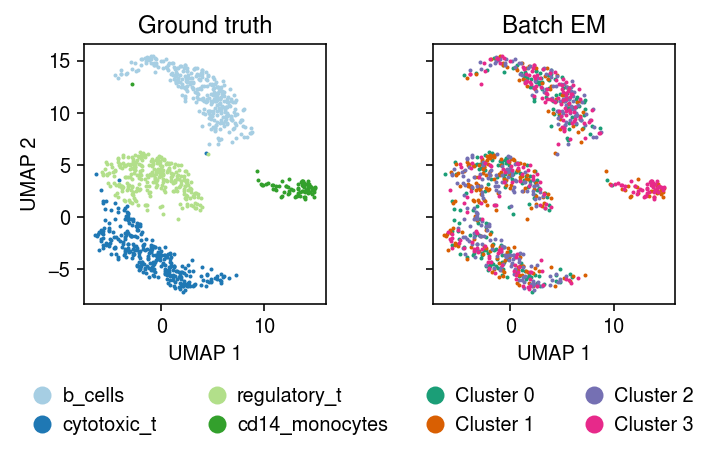 Ground truth
Batch EM
15
10
5
0
−5
UMAP 2
0
10
0
10
UMAP 1
UMAP 1
b_cells
regulatory_t
Cluster 0
Cluster 2
cytotoxic_t
cd14_monocytes
Cluster 1
Cluster 3